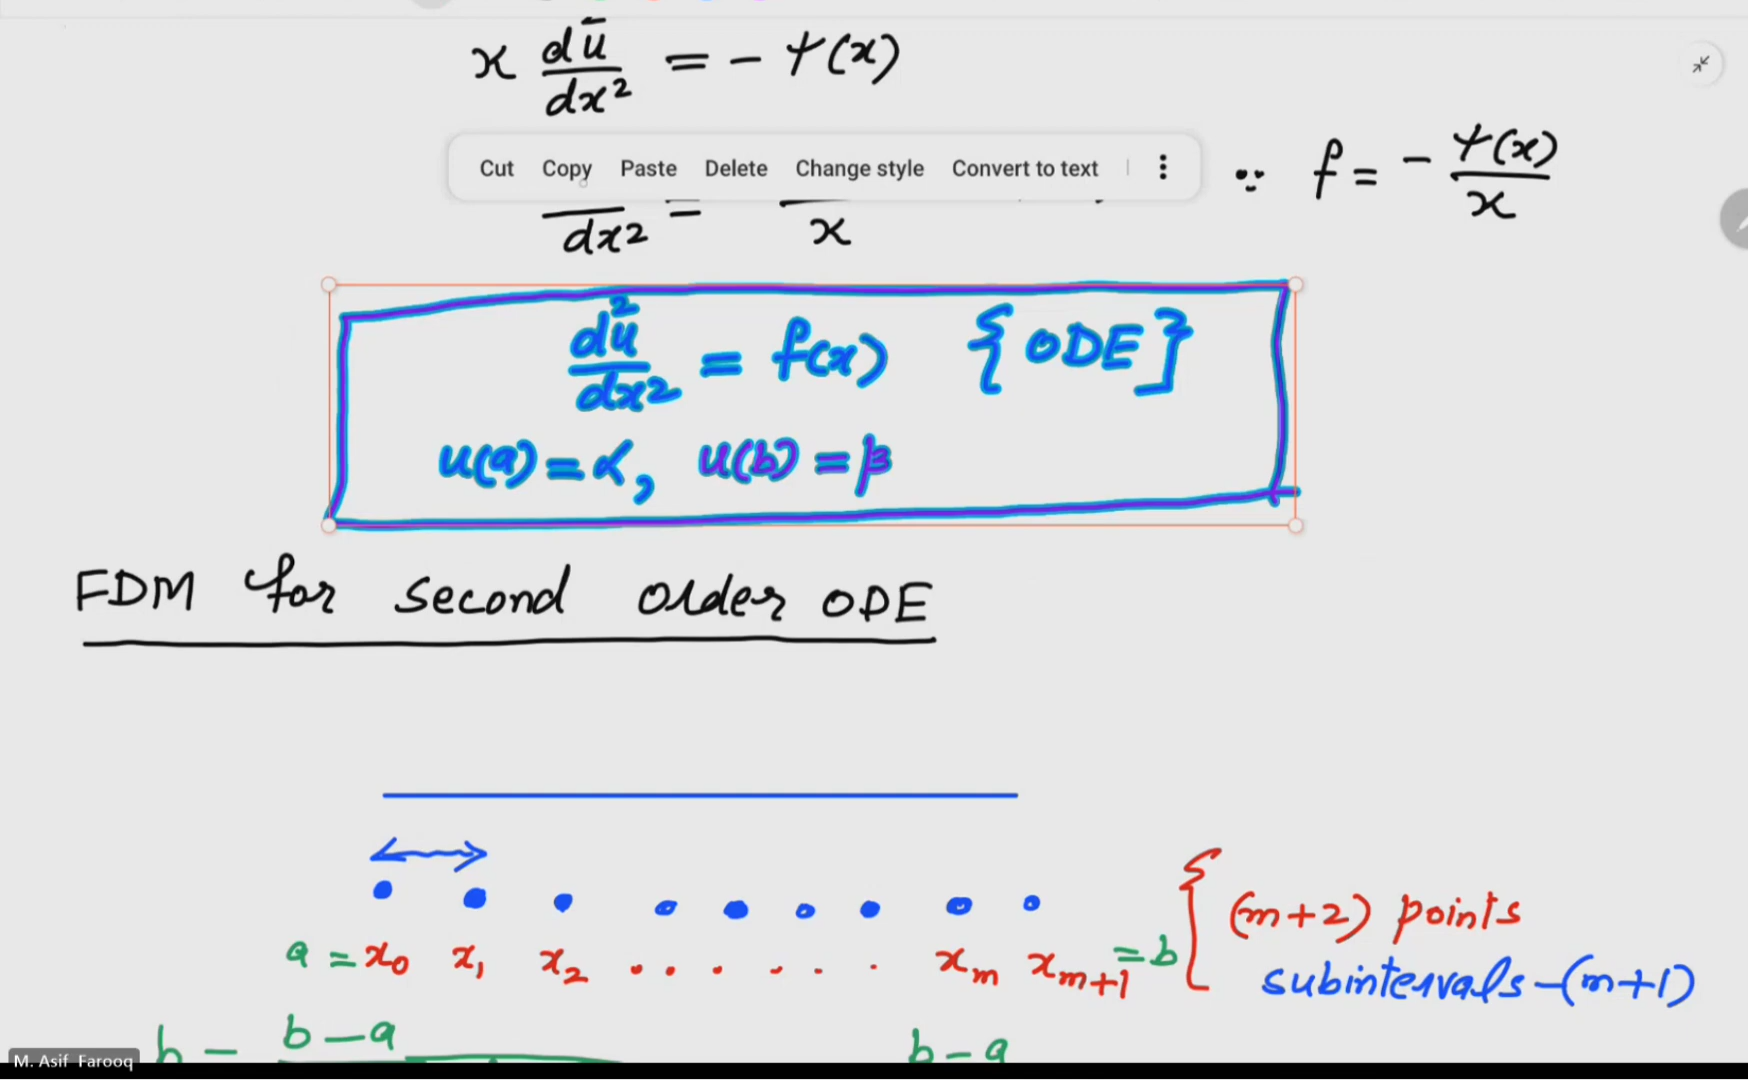 x d²u/dx² = - ψ(x)
Cut Copy Paste Delete Change style Convert to text
∵ f = - ψ(x)/x
dx² = x
d²u/dx² = f(x) {ODE}
u(a) = α, u(b) = β
FDM for second order ODE
a = x₀ x₁ x₂ . . . . . . xₘ xₘ₊₁ = b
{ (m+2) points
subintervals - (m+1)
h = b - a
b - a
M. Asif Farooq